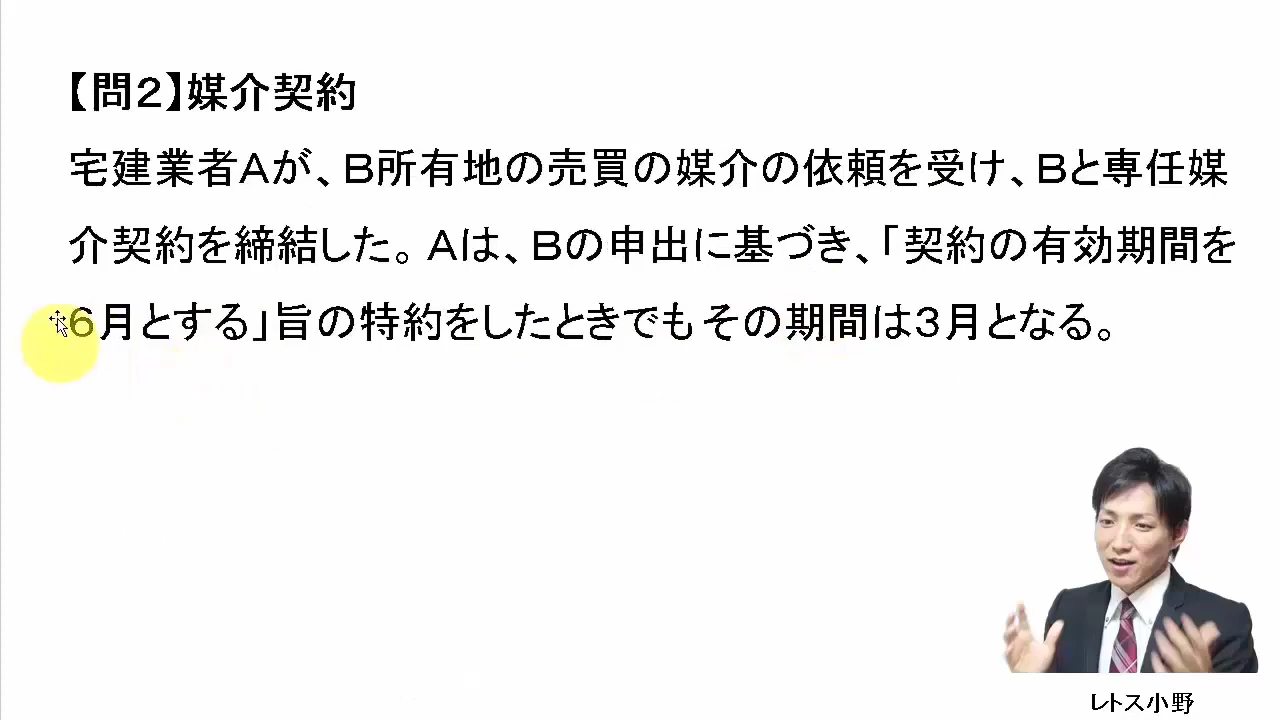 【問２】媒介契約
宅建業者Ａが、Ｂ所有地の売買の媒介の依頼を受け、Ｂと専任媒
介契約を締結した。Ａは、Ｂの申出に基づき、「契約の有効期間を
６月とする」旨の特約をしたときでもその期間は３月となる。
レトス小野